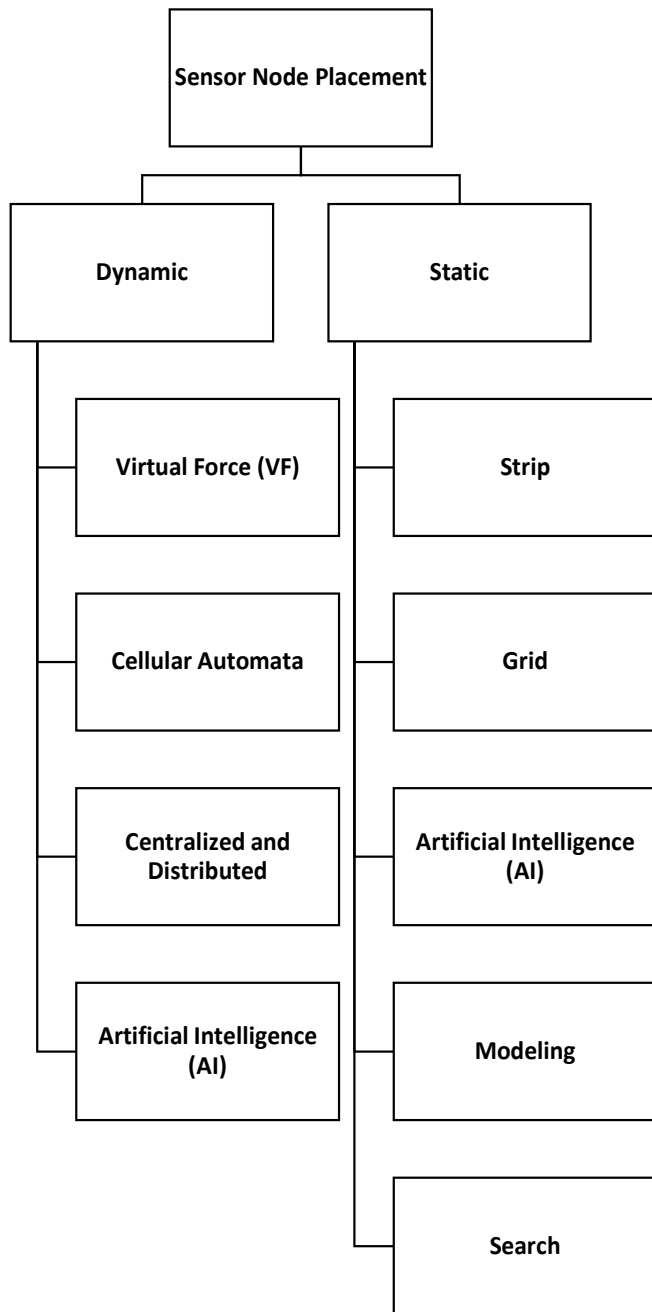 Sensor Node Placement
Dynamic
Static
Virtual Force (VF)
Strip
Cellular Automata
Grid
Centralized and
Distributed
Artificial Intelligence
(AI)
Artificial Intelligence
(AI)
Modeling
Search